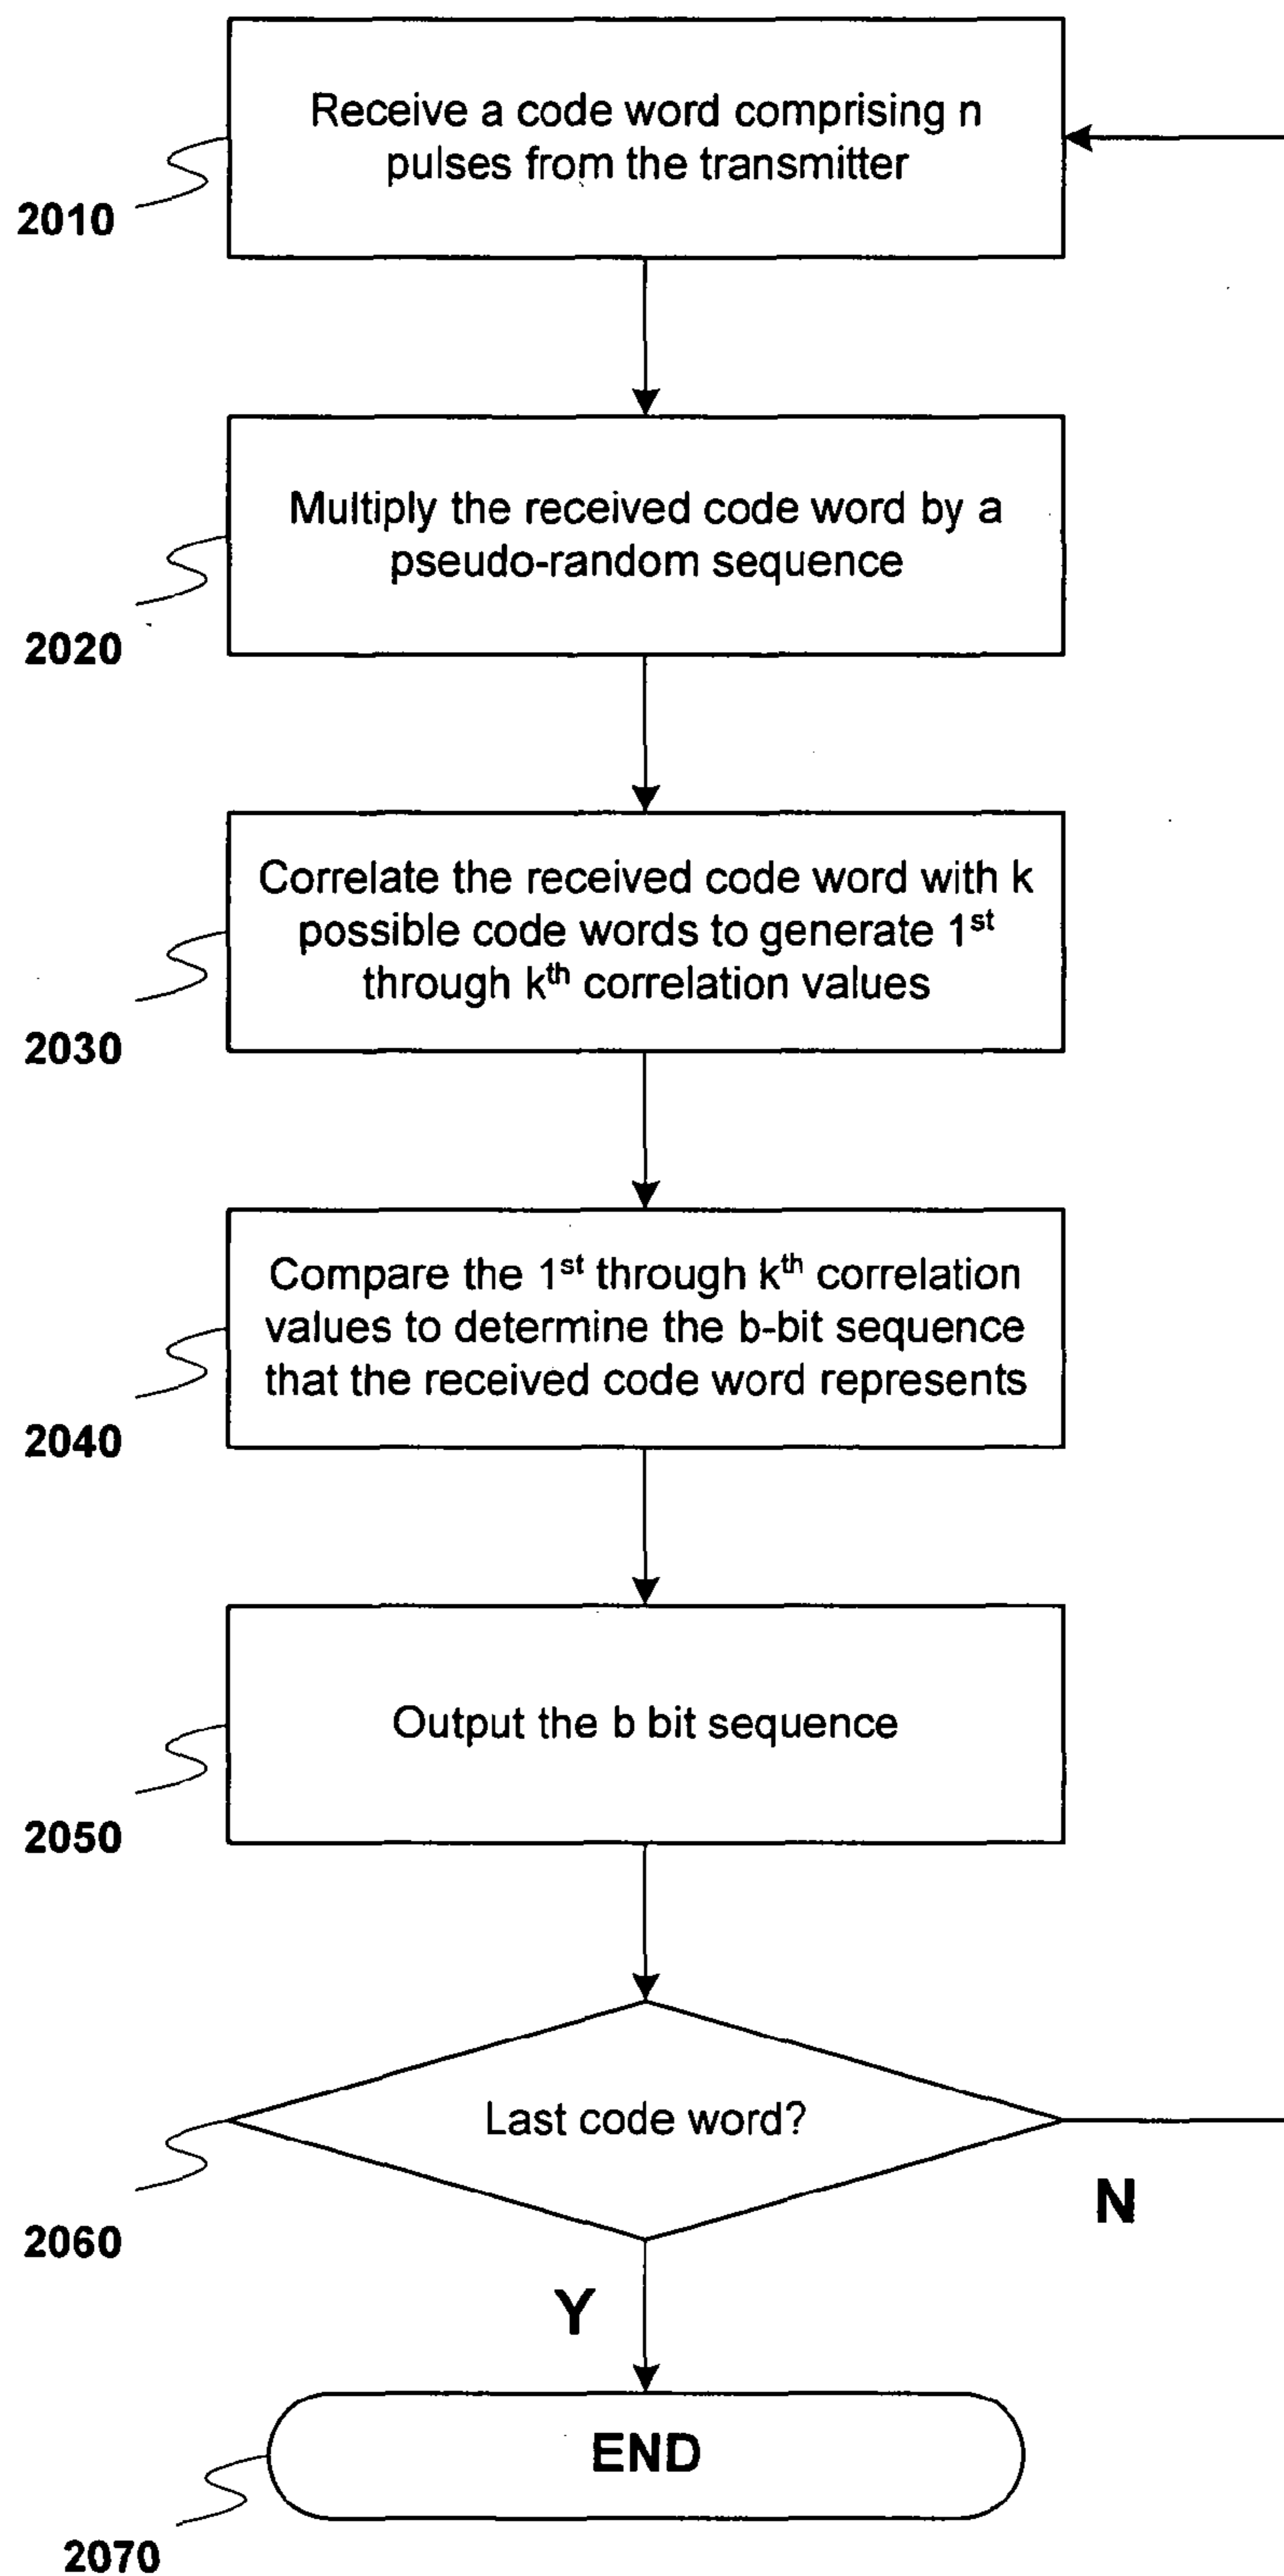 Receive a code word comprising n
pulses from the transmitter
2010
Multiply the received code word by a
pseudo-random sequence
2020
Correlate the received code word with k
possible code words to generate 1st
through kth correlation values
2030
Compare the 1st through kth correlation
values to determine the b-bit sequence
that the received code word represents
2040
Output the b bit sequence
2050
Last code word?
N
2060
Y
END
2070